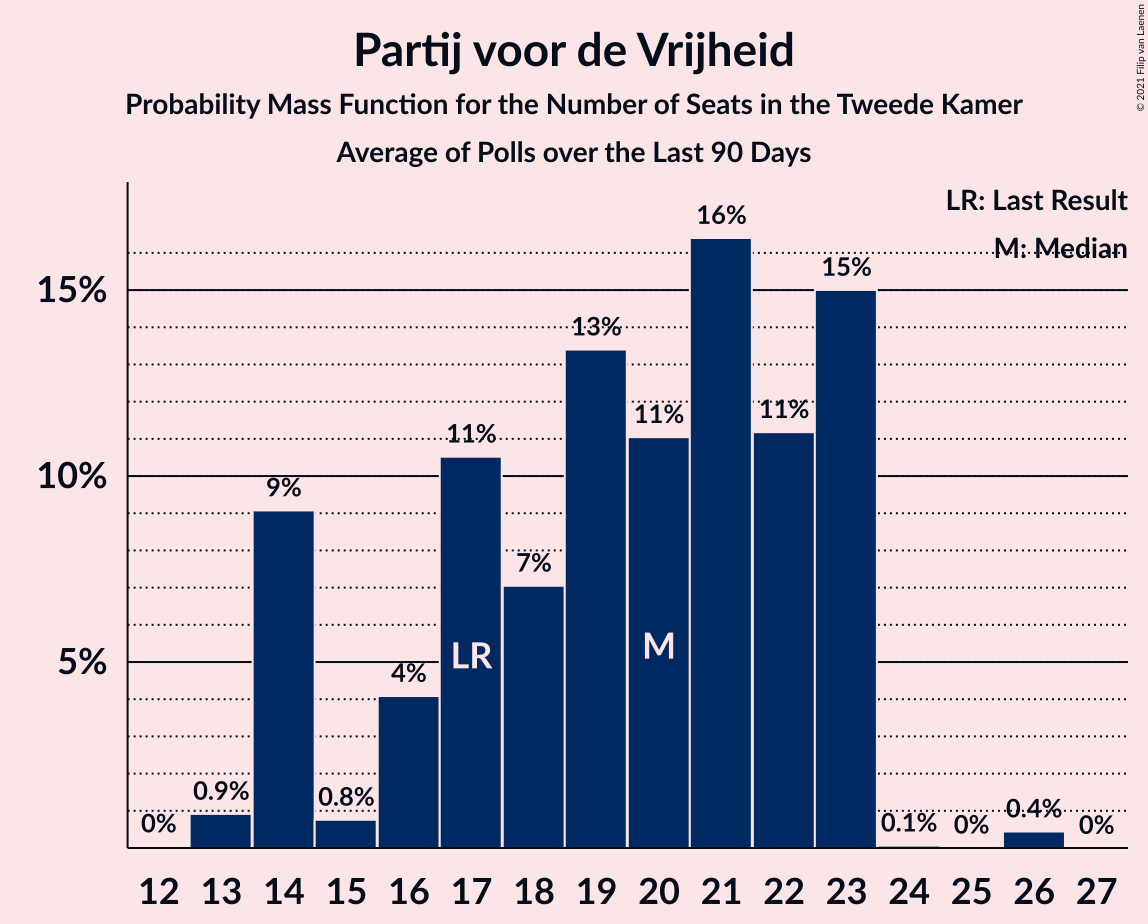 Partij voor de Vrijheid
Probability Mass Function for the Number of Seats in the Tweede Kamer
Average of Polls over the Last 90 Days
© 2021 Filip van Laenen
LR: Last Result
M: Median
15%
10%
5%
0%
0.9%
9%
0.8%
4%
11%
7%
13%
11%
16%
11%
15%
0.1%
0%
0.4%
0%
LR
M
12 13 14 15 16 17 18 19 20 21 22 23 24 25 26 27